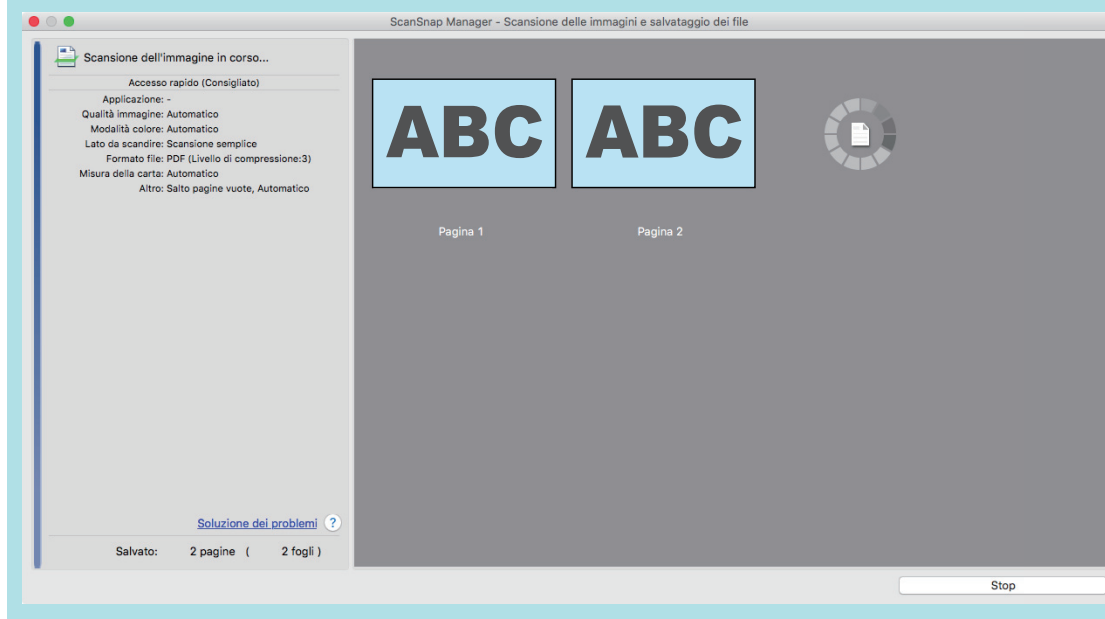 ScanSnap Manager - Scansione delle immagini e salvataggio dei file
Scansione dell'immagine in corso...
Accesso rapido (Consigliato)
Applicazione: -
Qualità immagine: Automatico
Modalità colore: Automatico
Lato da scandire: Scansione semplice
Formato file: PDF (Livello di compressione:3)
Misura della carta: Automatico
Altro: Salto pagine vuote, Automatico
ABC ABC
Pagina 1 Pagina 2
Soluzione dei problemi ?
Salvato: 2 pagine ( 2 fogli )
Stop